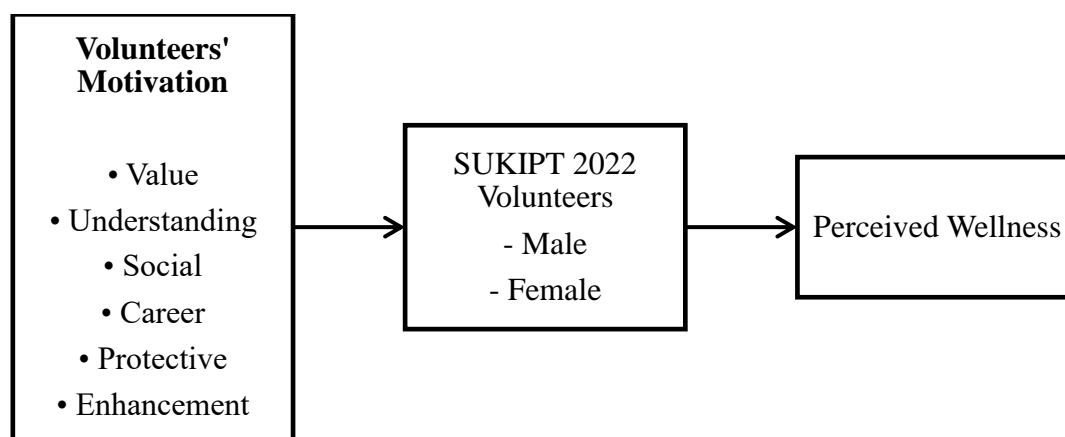 Volunteers'
Motivation
• Value
• Understanding
• Social
• Career
• Protective
• Enhancement
SUKIPT 2022
Volunteers
- Male
- Female
Perceived Wellness